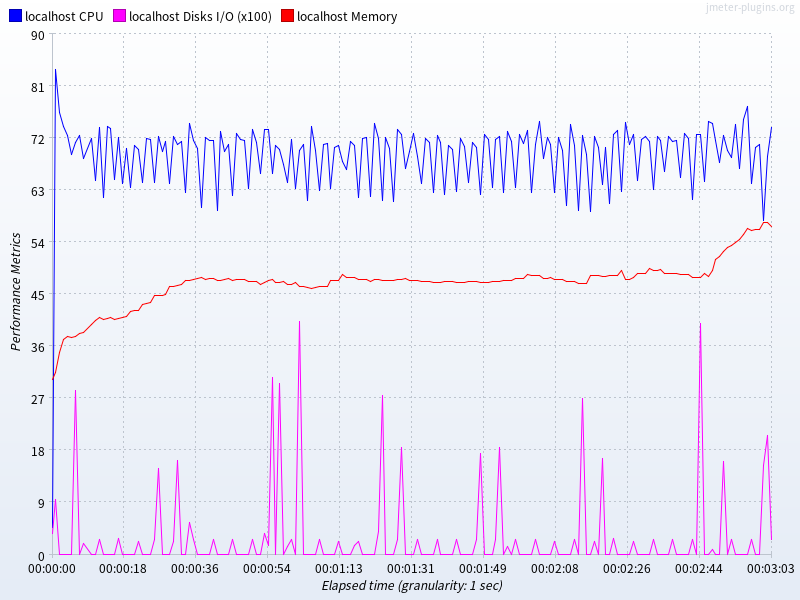 jmeter-plugins.org
localhost CPU localhost Disks I/O (x100) localhost Memory
90
81
72
63
54
45
36
27
18
9
0
Performance Metrics
00:00:00 00:00:18 00:00:36 00:00:54 00:01:13 00:01:31 00:01:49 00:02:08 00:02:26 00:02:44 00:03:03
Elapsed time (granularity: 1 sec)